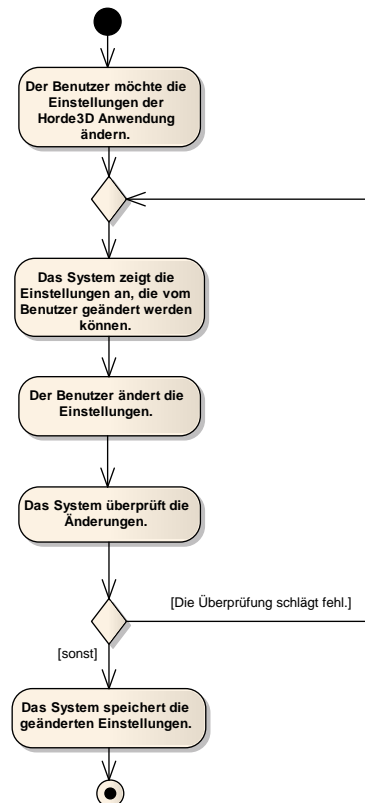 Der Benutzer möchte die
Einstellungen der
Horde3D Anwendung
ändern.
Das System zeigt die
Einstellungen an, die vom
Benutzer geändert werden
können.
Der Benutzer ändert die
Einstellungen.
Das System überprüft die
Änderungen.
[Die Überprüfung schlägt fehl.]
[sonst]
Das System speichert die
geänderten Einstellungen.